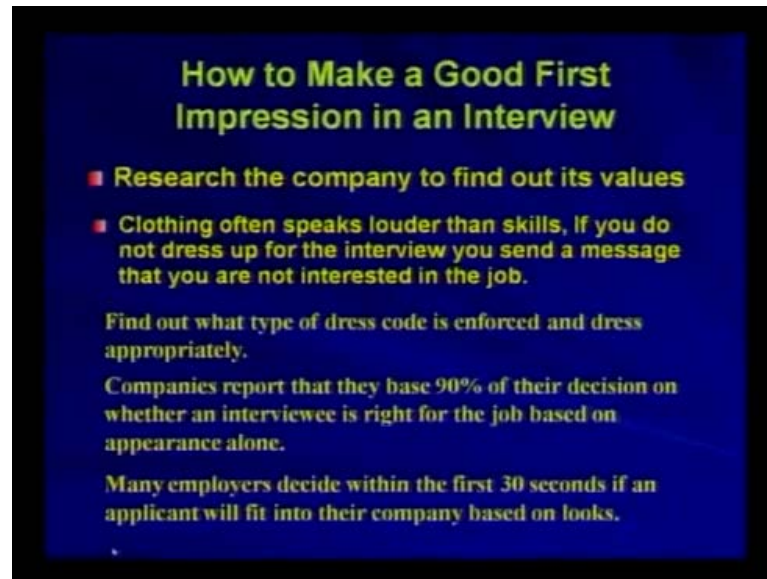 How to Make a Good First
Impression in an Interview
Research the company to find out its values
Clothing often speaks louder than skills, If you do
not dress up for the interview you send a message
that you are not interested in the job.
Find out what type of dress code is enforced and dress
appropriately.
Companies report that they base 90% of their decision on
whether an interviewee is right for the job based on
appearance alone.
Many employers decide within the first 30 seconds if an
applicant will fit into their company based on looks.